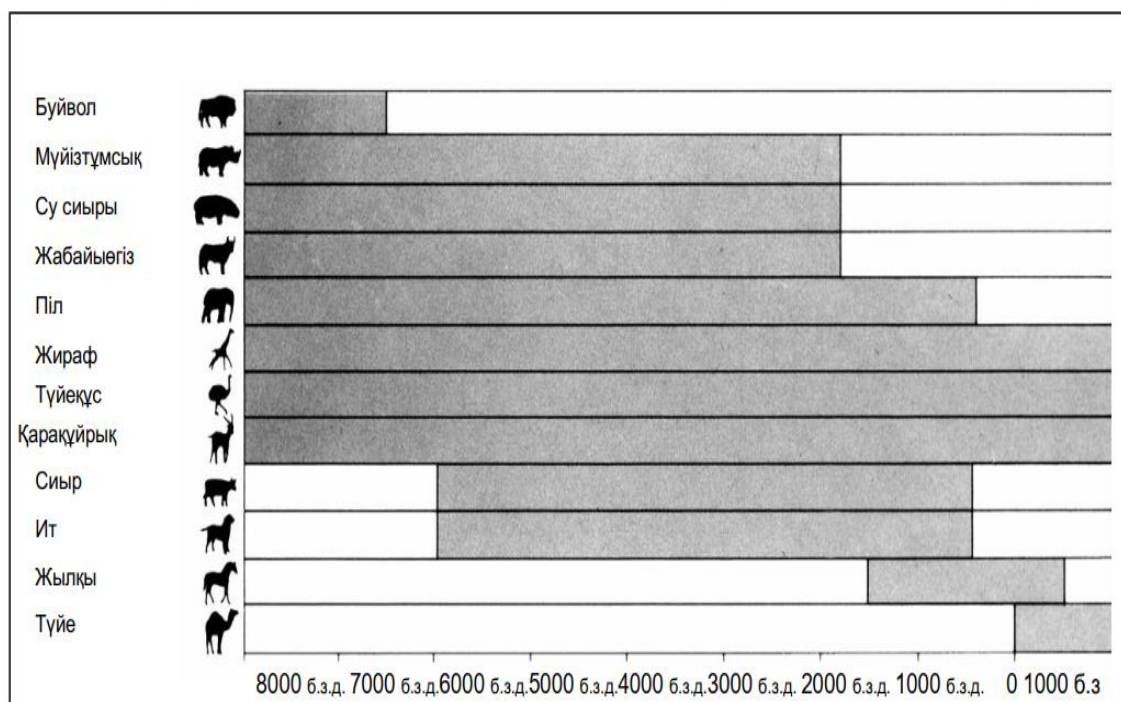 Буйвол
Мүйізтұмсық
Су сиыры
Жабайыөгіз
Піл
Жираф
Түйеқұс
Қарақұйрық
Сиыр
Ит
Жылқы
Түйе
8000 б.з.д. 7000 б.з.д.6000 б.з.д.5000 б.з.д.4000 б.з.д.3000 б.з.д. 2000 б.з.д. 1000 б.з.д. 0 1000 б.з